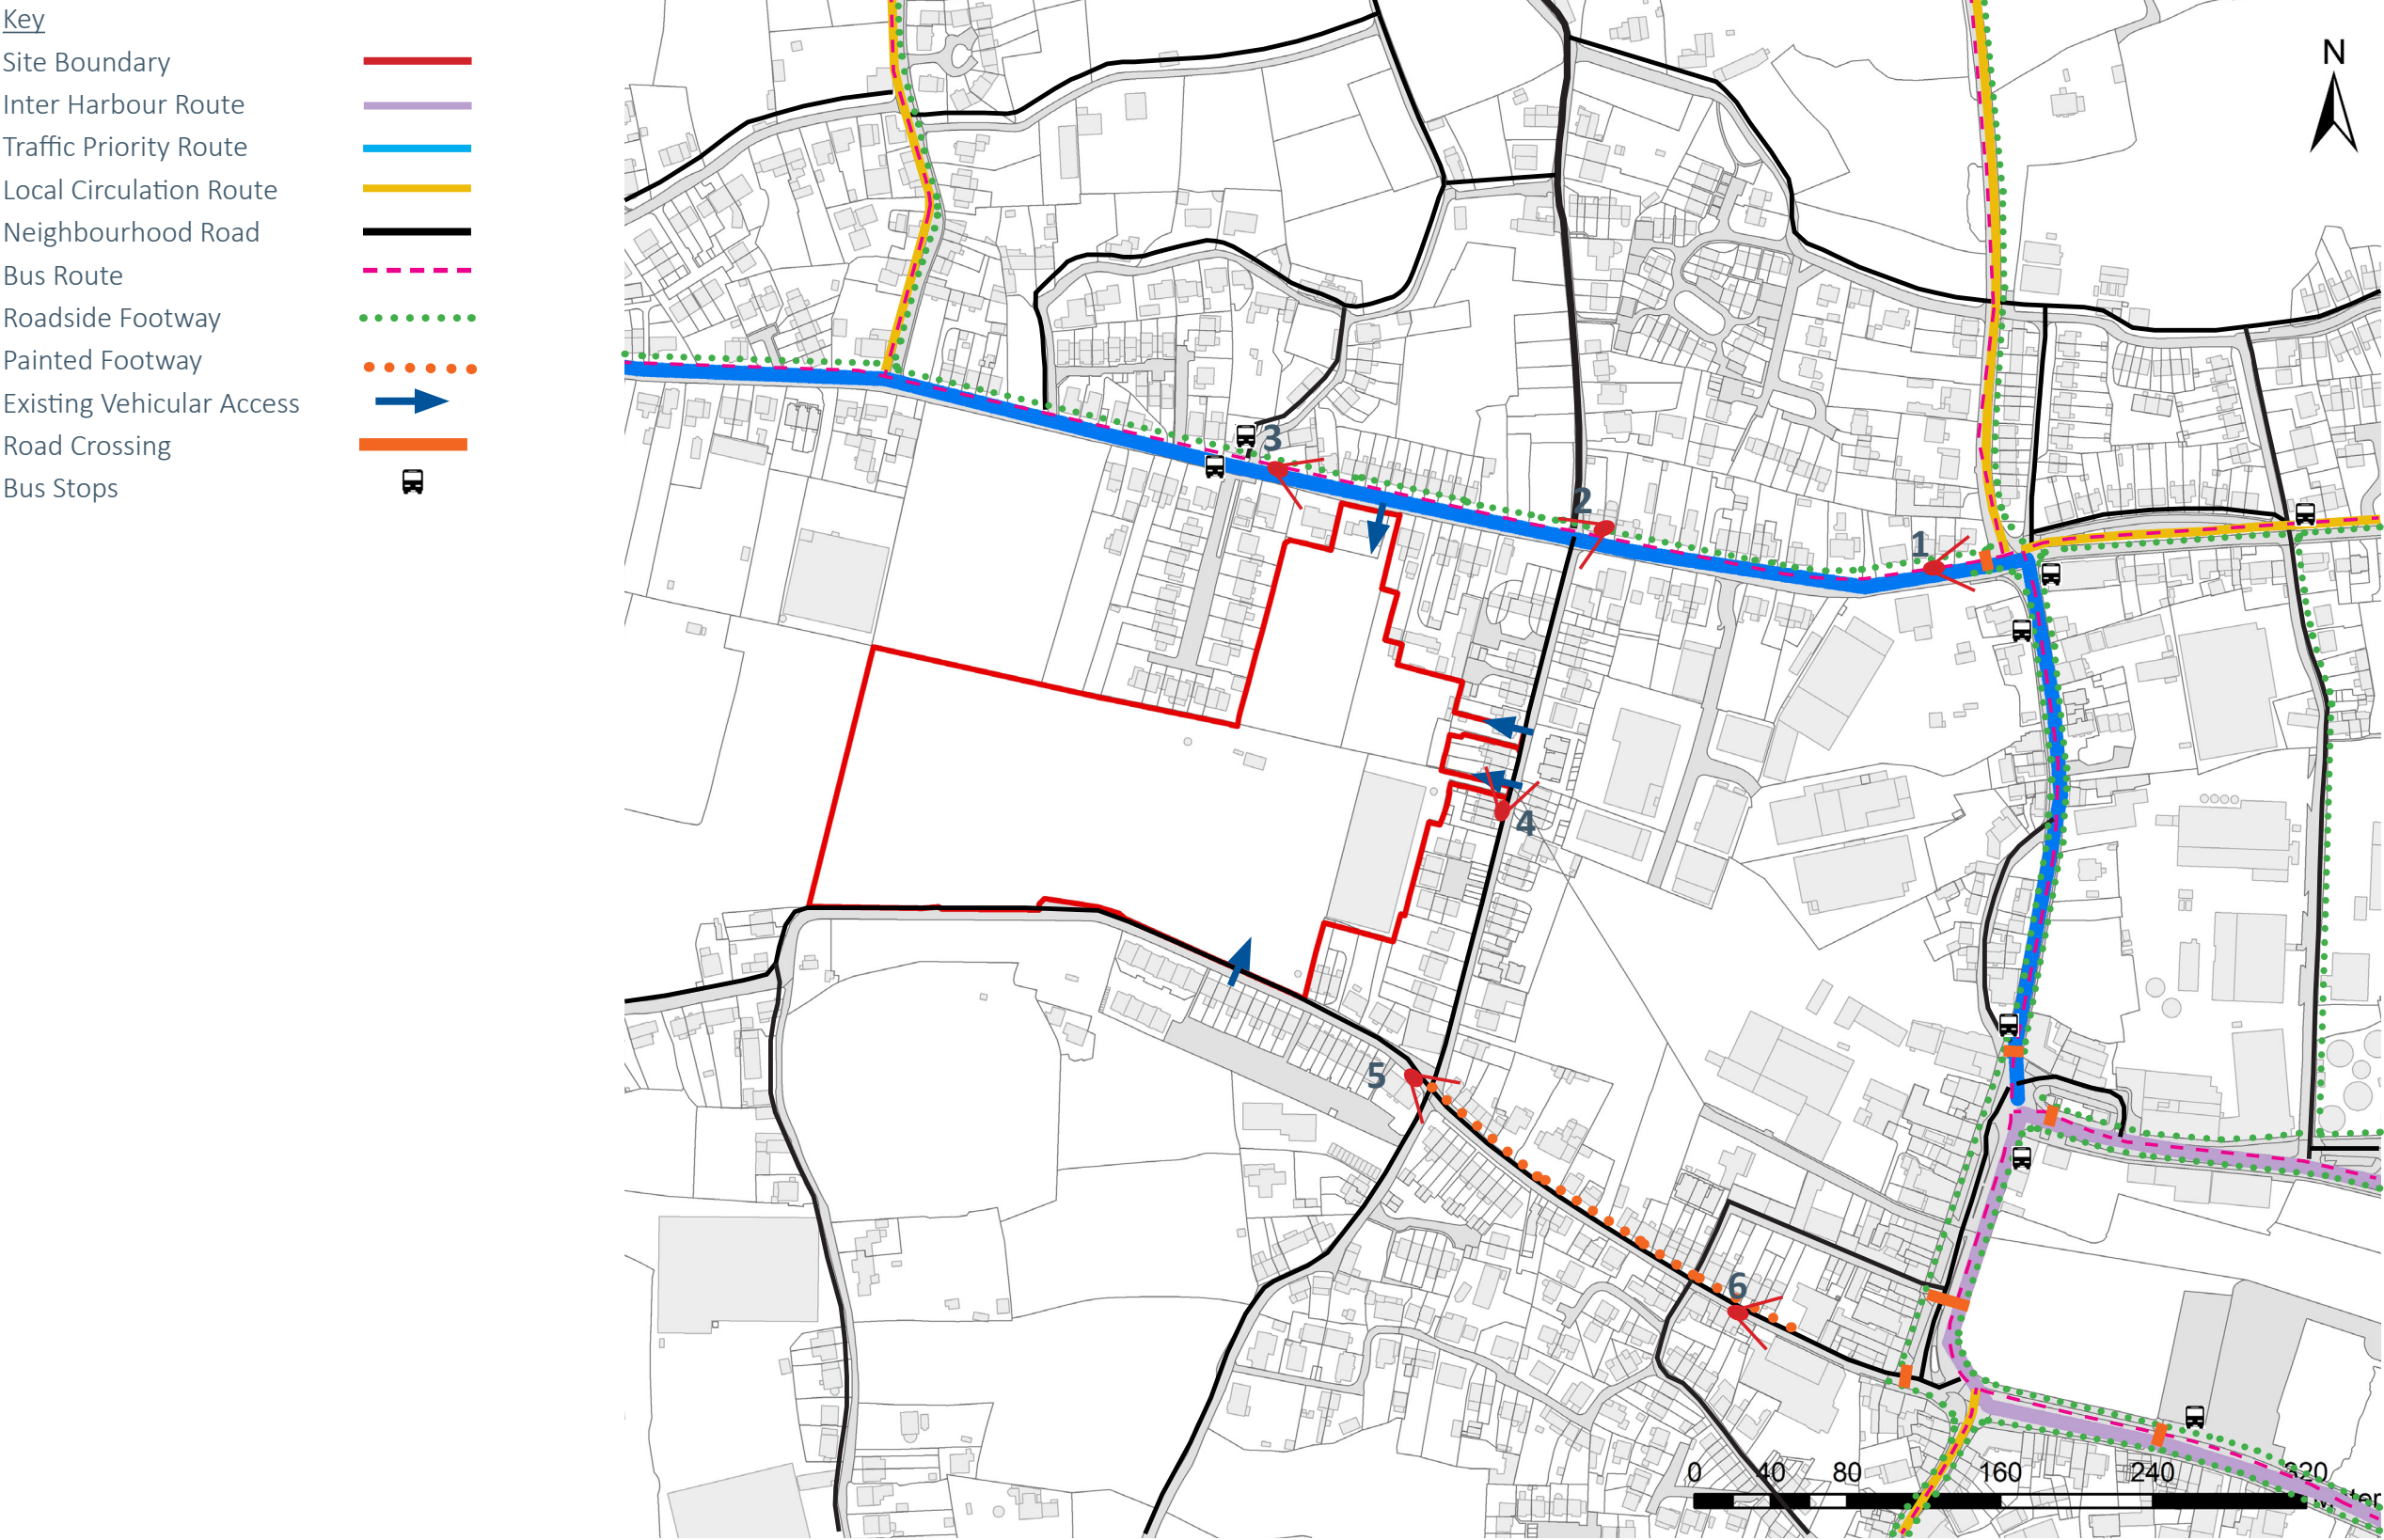 Key
Site Boundary
Inter Harbour Route
Traffic Priority Route
Local Circulation Route
Neighbourhood Road
Bus Route
Roadside Footway
Painted Footway
Existing Vehicular Access
Road Crossing
Bus Stops
N
3
2
1
4
5
6
0 40 80 160 240 320